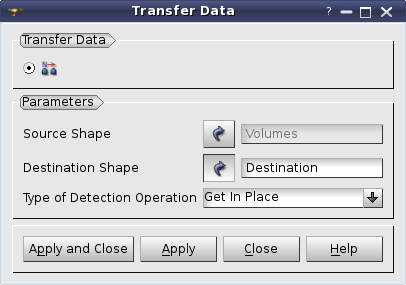 Transfer Data
?
Transfer Data
N
Parameters
Source Shape Volumes
Destination Shape Destination
Type of Detection Operation Get In Place
Apply and Close Apply Close Help